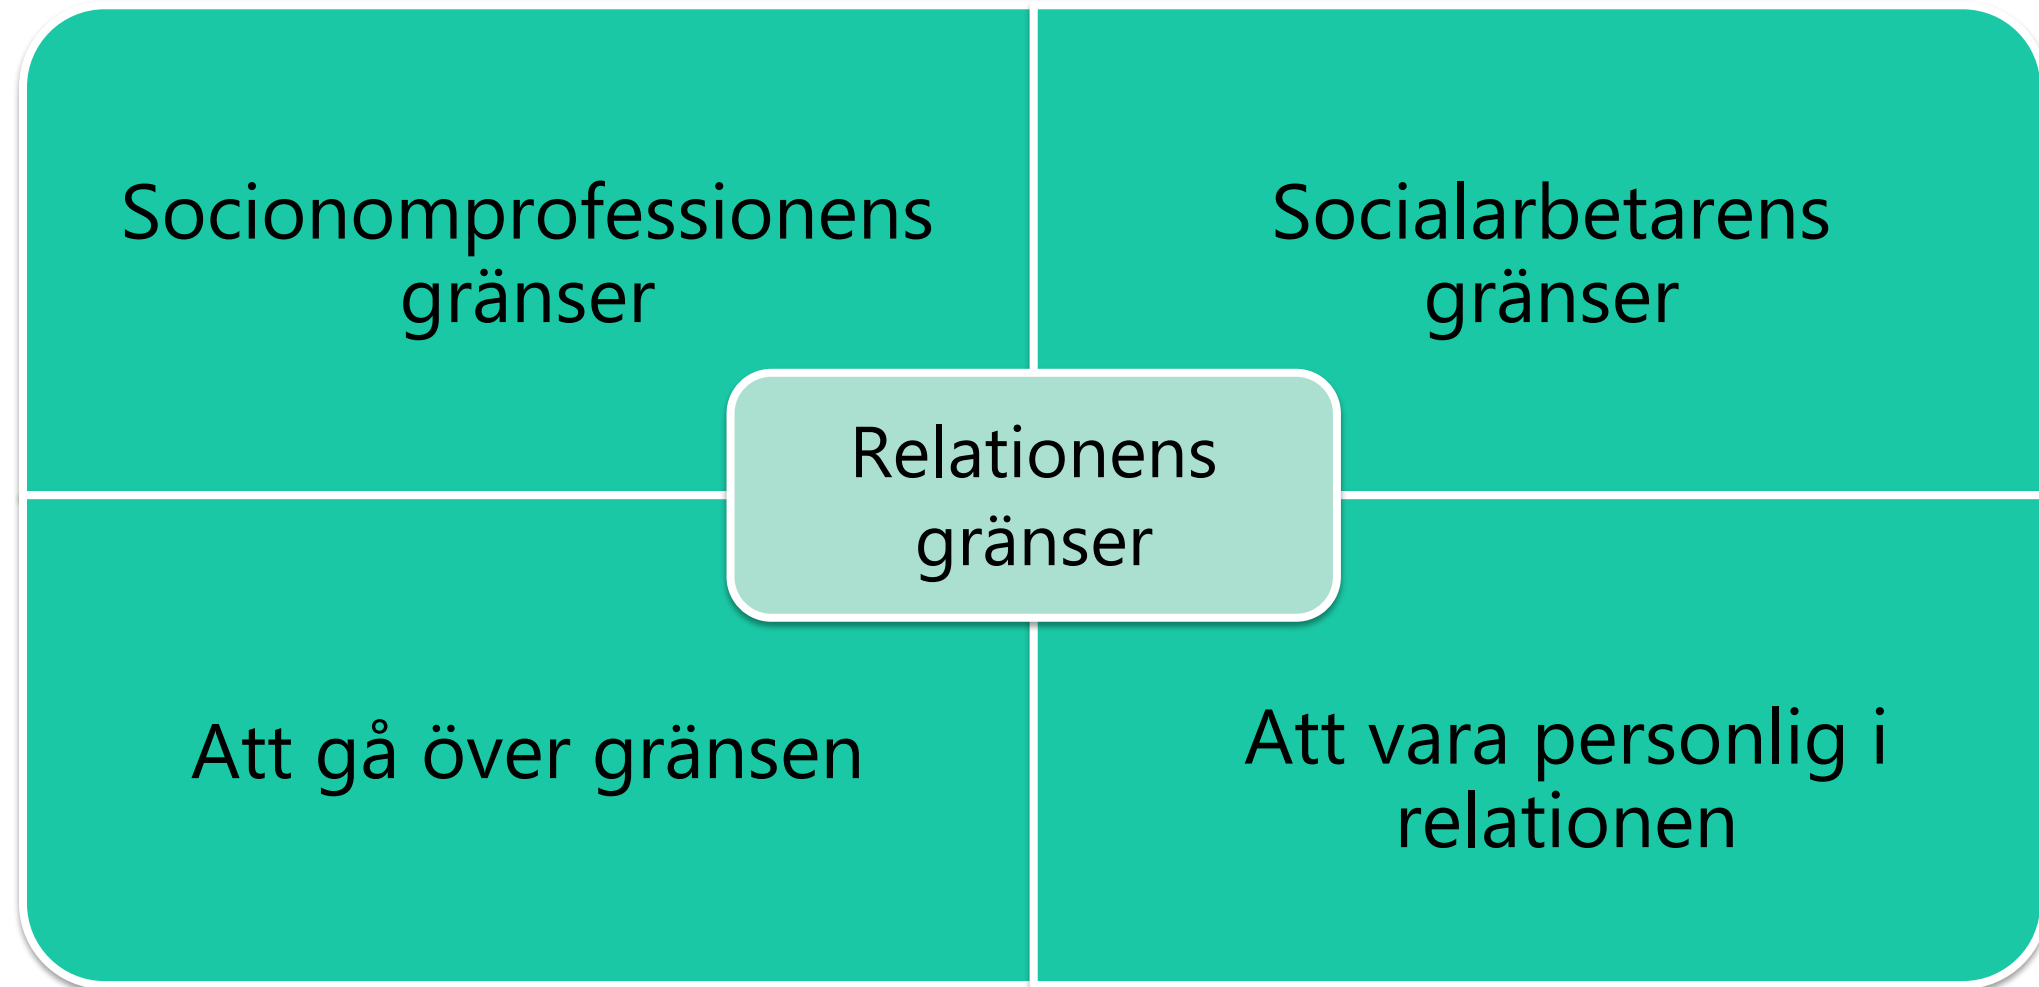 Socionomprofessionens
gränser
Socialarbetarens
gränser
Relationens
gränser
Att gå över gränsen
Att vara personlig i
relationen